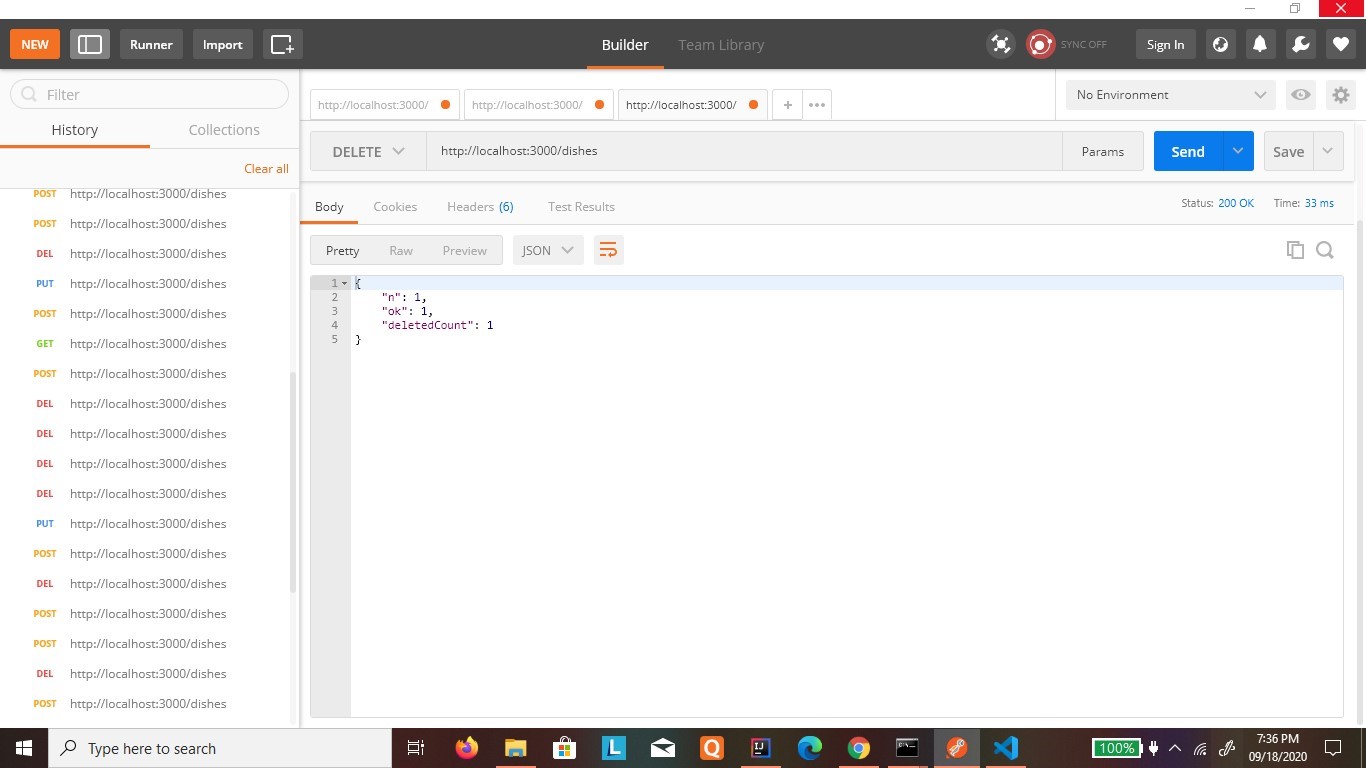 NEW
Runner
Import
Builder
Team Library
SYNC OFF
Sign In
Filter
History
Collections
Clear all
POST http://localhost:3000/dishes
POST http://localhost:3000/dishes
DEL http://localhost:3000/dishes
PUT http://localhost:3000/dishes
POST http://localhost:3000/dishes
GET http://localhost:3000/dishes
POST http://localhost:3000/dishes
DEL http://localhost:3000/dishes
DEL http://localhost:3000/dishes
DEL http://localhost:3000/dishes
DEL http://localhost:3000/dishes
PUT http://localhost:3000/dishes
POST http://localhost:3000/dishes
DEL http://localhost:3000/dishes
POST http://localhost:3000/dishes
POST http://localhost:3000/dishes
DEL http://localhost:3000/dishes
POST http://localhost:3000/dishes
http://localhost:3000/
http://localhost:3000/
http://localhost:3000/
No Environment
DELETE
http://localhost:3000/dishes
Params
Send
Save
Body
Cookies
Headers (6)
Test Results
Status: 200 OK
Time: 33 ms
Pretty
Raw
Preview
JSON
1 {
2 "n": 1,
3 "ok": 1,
4 "deletedCount": 1
5 }
Type here to search
L
Q
IJ
100%
7:36 PM
09/18/2020